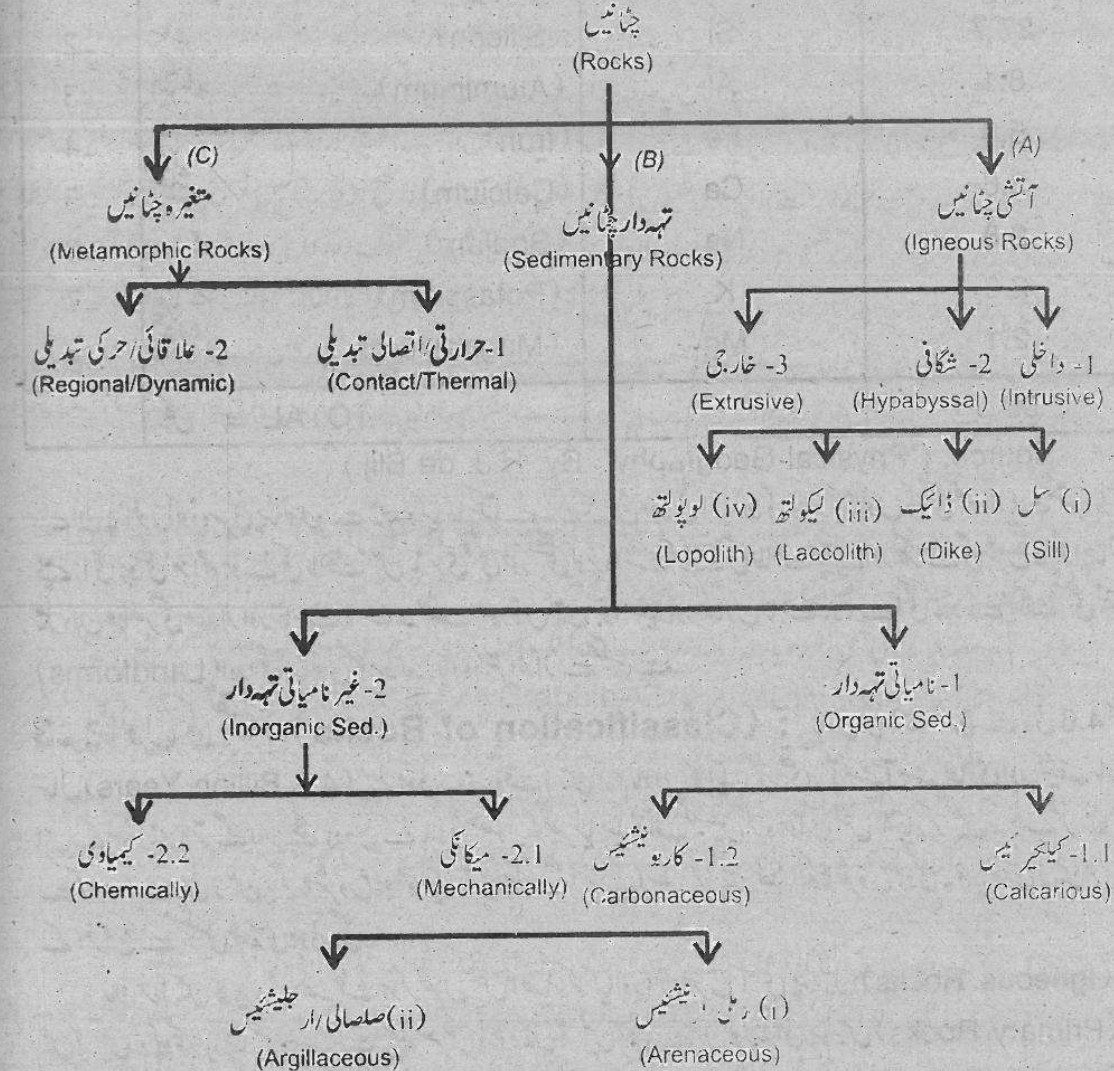 چٹانیں
(Rocks)
(A)
آتشی چٹانیں
(Igneous Rocks)
(B)
تہہ دار چٹانیں
(Sedimentary Rocks)
(C)
متغیرہ چٹانیں
(Metamorphic Rocks)
1- داخلی
(Intrusive)
2- شگافی
(Hypabyssal)
3- خارجی
(Extrusive)
1- حرارتی/اتصالی تبدیلی
(Contact/Thermal)
2- علاقائی/حرکی تبدیلی
(Regional/Dynamic)
(i) سل
(Sill)
(ii) ڈائیک
(Dike)
(iii) لیکولتھ
(Laccolith)
(iv) لوپولتھ
(Lopolith)
1- نامیاتی تہہ دار
(Organic Sed.)
2- غیر نامیاتی تہہ دار
(Inorganic Sed.)
1.1- کیلکیرئیس
(Calcarious)
1.2- کاربونیشئیس
(Carbonaceous)
2.1- میکانکی
(Mechanically)
2.2- کیمیاوی
(Chemically)
(i)
(Arenaceous)
(ii) صلصالی/ار جلیشئیس
(Argillaceous)